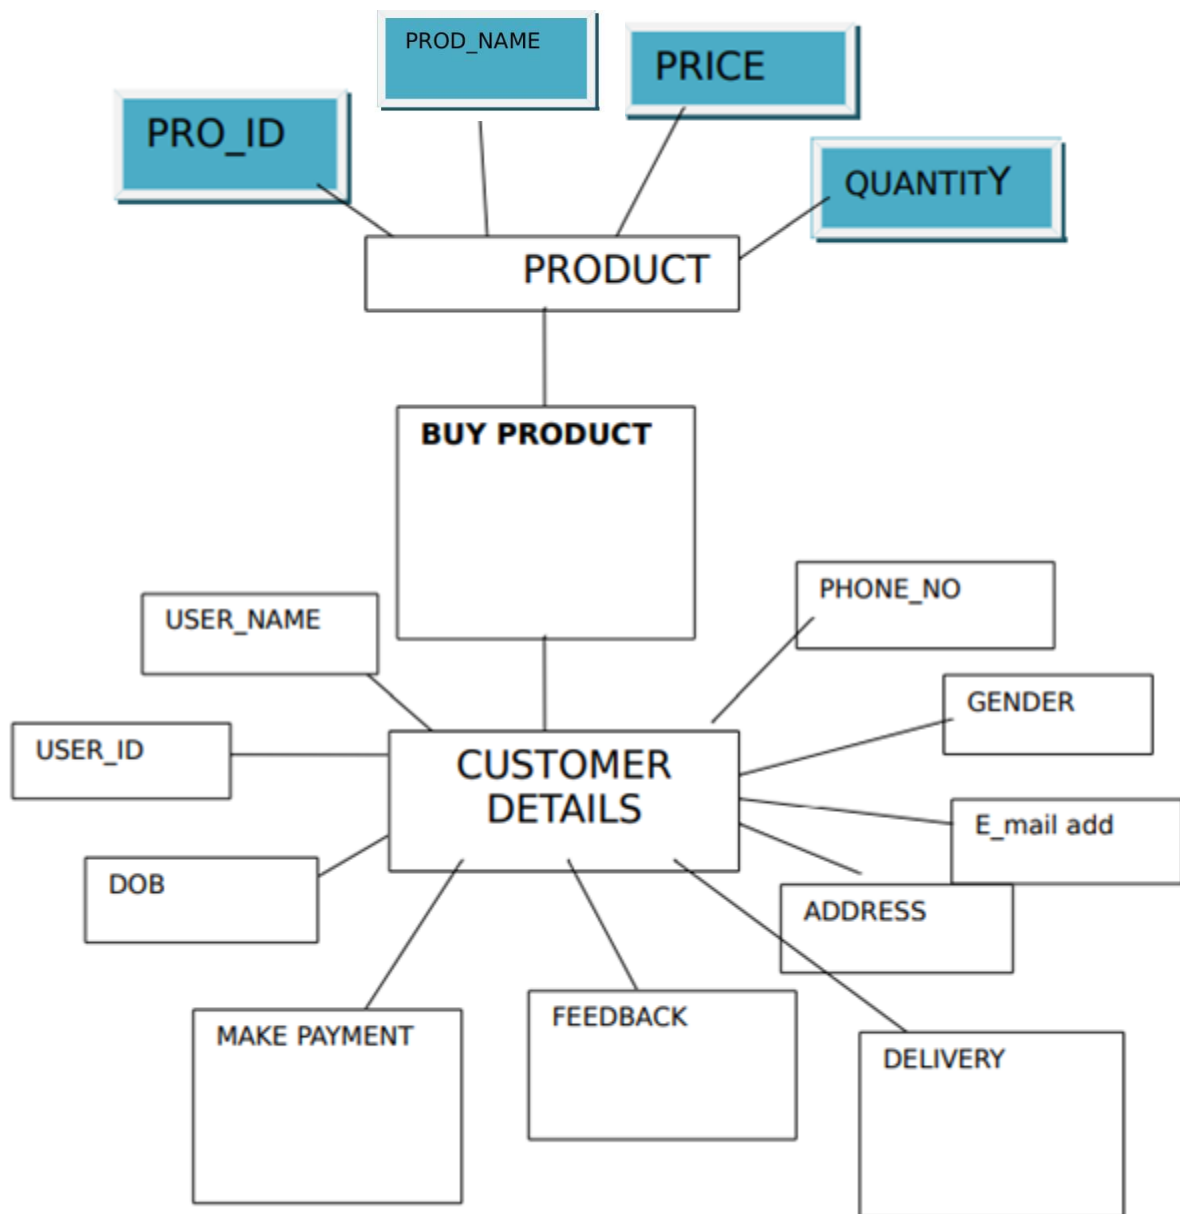 PROD_NAME
PRICE
PRO_ID
QUANTITY
PRODUCT
BUY PRODUCT
PHONE_NO
USER_NAME
GENDER
USER_ID
CUSTOMER
DETAILS
E_mail add
DOB
ADDRESS
FEEDBACK
MAKE PAYMENT
DELIVERY